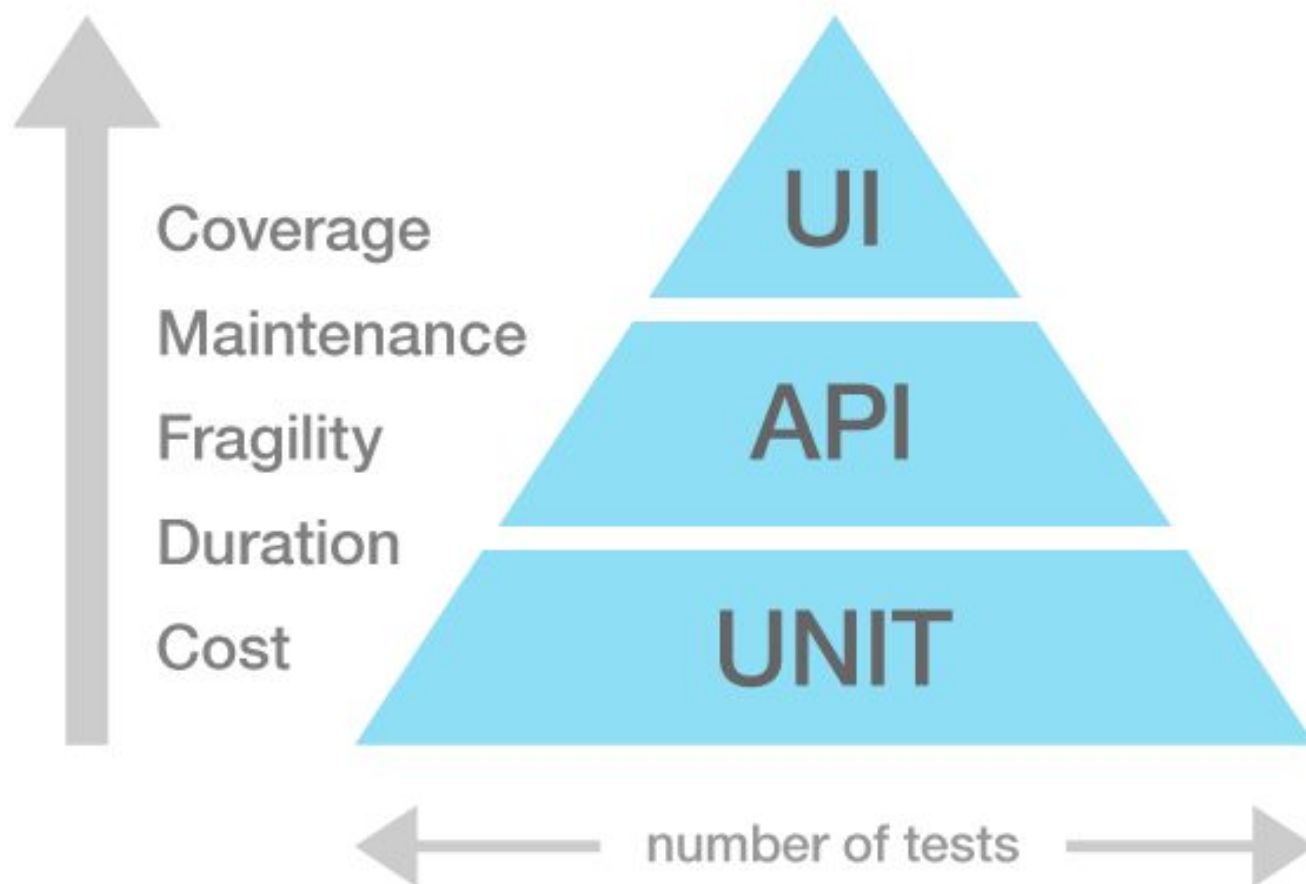 Coverage
Maintenance
Fragility
Duration
Cost
UI
API
UNIT
number of tests